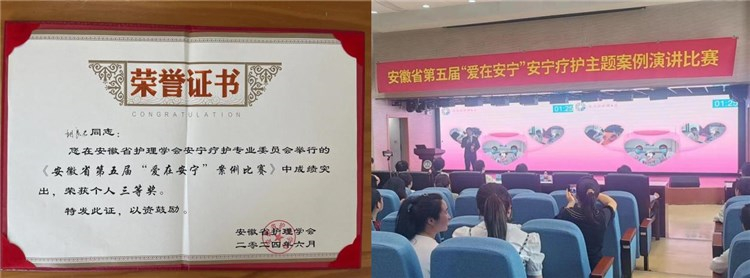 荣誉证书
CONGRATULATION
同志:
您在安徽省护理学会安宁疗护专业委员会举行的
《安徽省第五届“爱在安宁”案例比赛》中成绩突
出,荣获个人三等奖。
特发此证,以资鼓励。
安徽省护理学会
二〇二四年六月
安徽省第五届“爱在安宁”安宁疗护主题案例演讲比赛
01:25
01:25